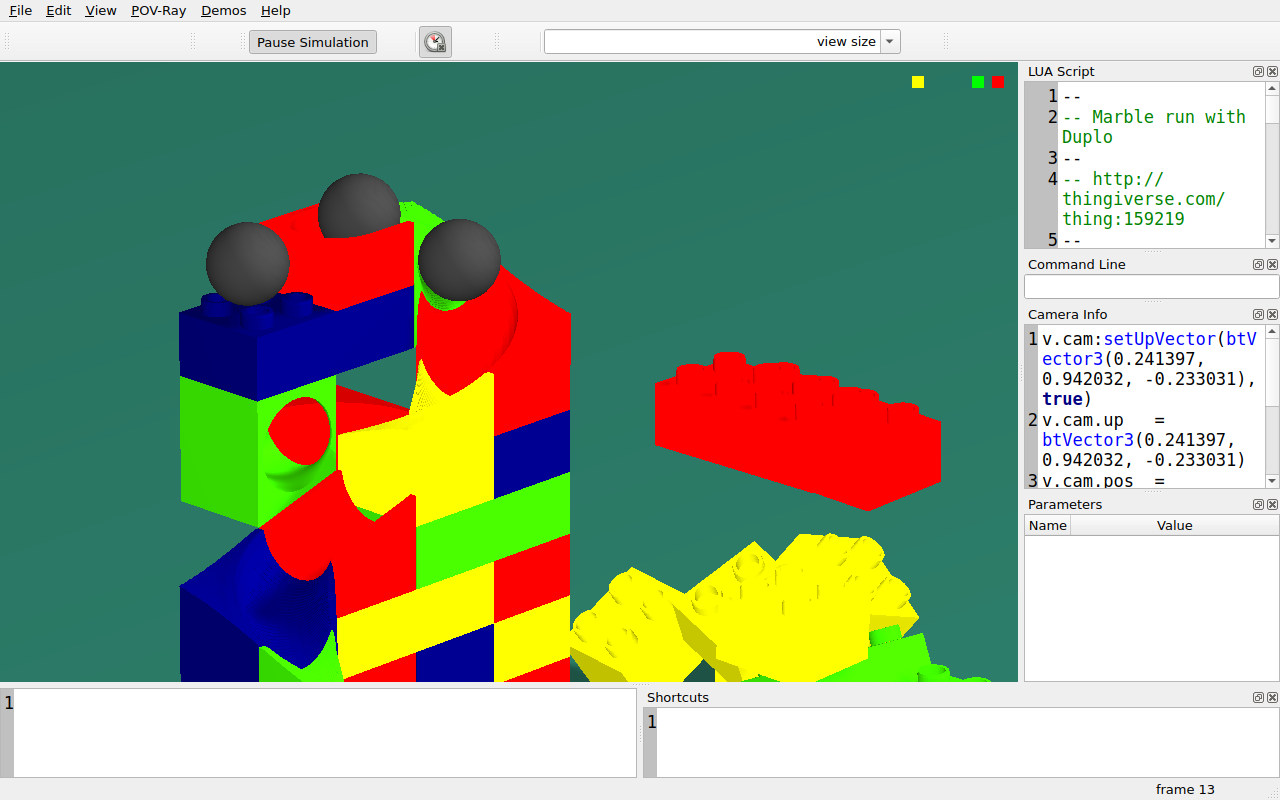 File Edit View POV-Ray Demos Help
Pause Simulation
view size
LUA Script
1 --
2 -- Marble run with
Duplo
3 --
4 -- http://
thingiverse.com/
thing:159219
5 --
Command Line
Camera Info
1 v.cam:setUpVector(btV
ector3(0.241397,
0.942032, -0.233031),
true)
2 v.cam.up   =
btVector3(0.241397,
0.942032, -0.233031)
3 v.cam.pos  =
Parameters
Name Value
1
Shortcuts
1
frame 13